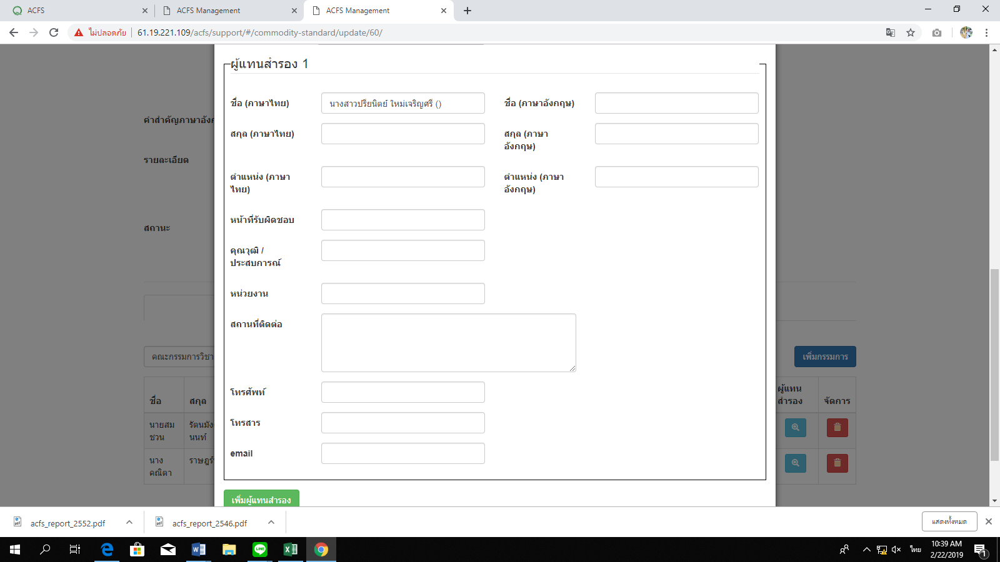 ACFS
ACFS Management
ACFS Management
ไม่ปลอดภัย
61.19.221.109/acfs/support/#/commodity-standard/update/60/
ผู้แทนสำรอง 1
ชื่อ (ภาษาไทย)
นางสาวปรียนิตย์ ใหม่เจริญศรี ()
ชื่อ (ภาษาอังกฤษ)
คำสำคัญภาษาอังก
สกุล (ภาษาไทย)
สกุล (ภาษา
อังกฤษ)
รายละเอียด
ตำแหน่ง (ภาษา
ไทย)
ตำแหน่ง (ภาษา
อังกฤษ)
หน้าที่รับผิดชอบ
สถานะ
คุณวุฒิ /
ประสบการณ์
หน่วยงาน
สถานที่ติดต่อ
คณะกรรมการวิชา
เพิ่มกรรมการ
โทรศัพท์
ชื่อ
สกุล
ผู้แทน
สำรอง
จัดการ
โทรสาร
นายสม
ชวน
รัตนมัง
นนท์
email
นาง
คณิตา
ราษฎร์
เพิ่มผู้แทนสำรอง
acfs_report_2552.pdf
acfs_report_2546.pdf
แสดงทั้งหมด
ไทย
10:39 AM
2/22/2019
1